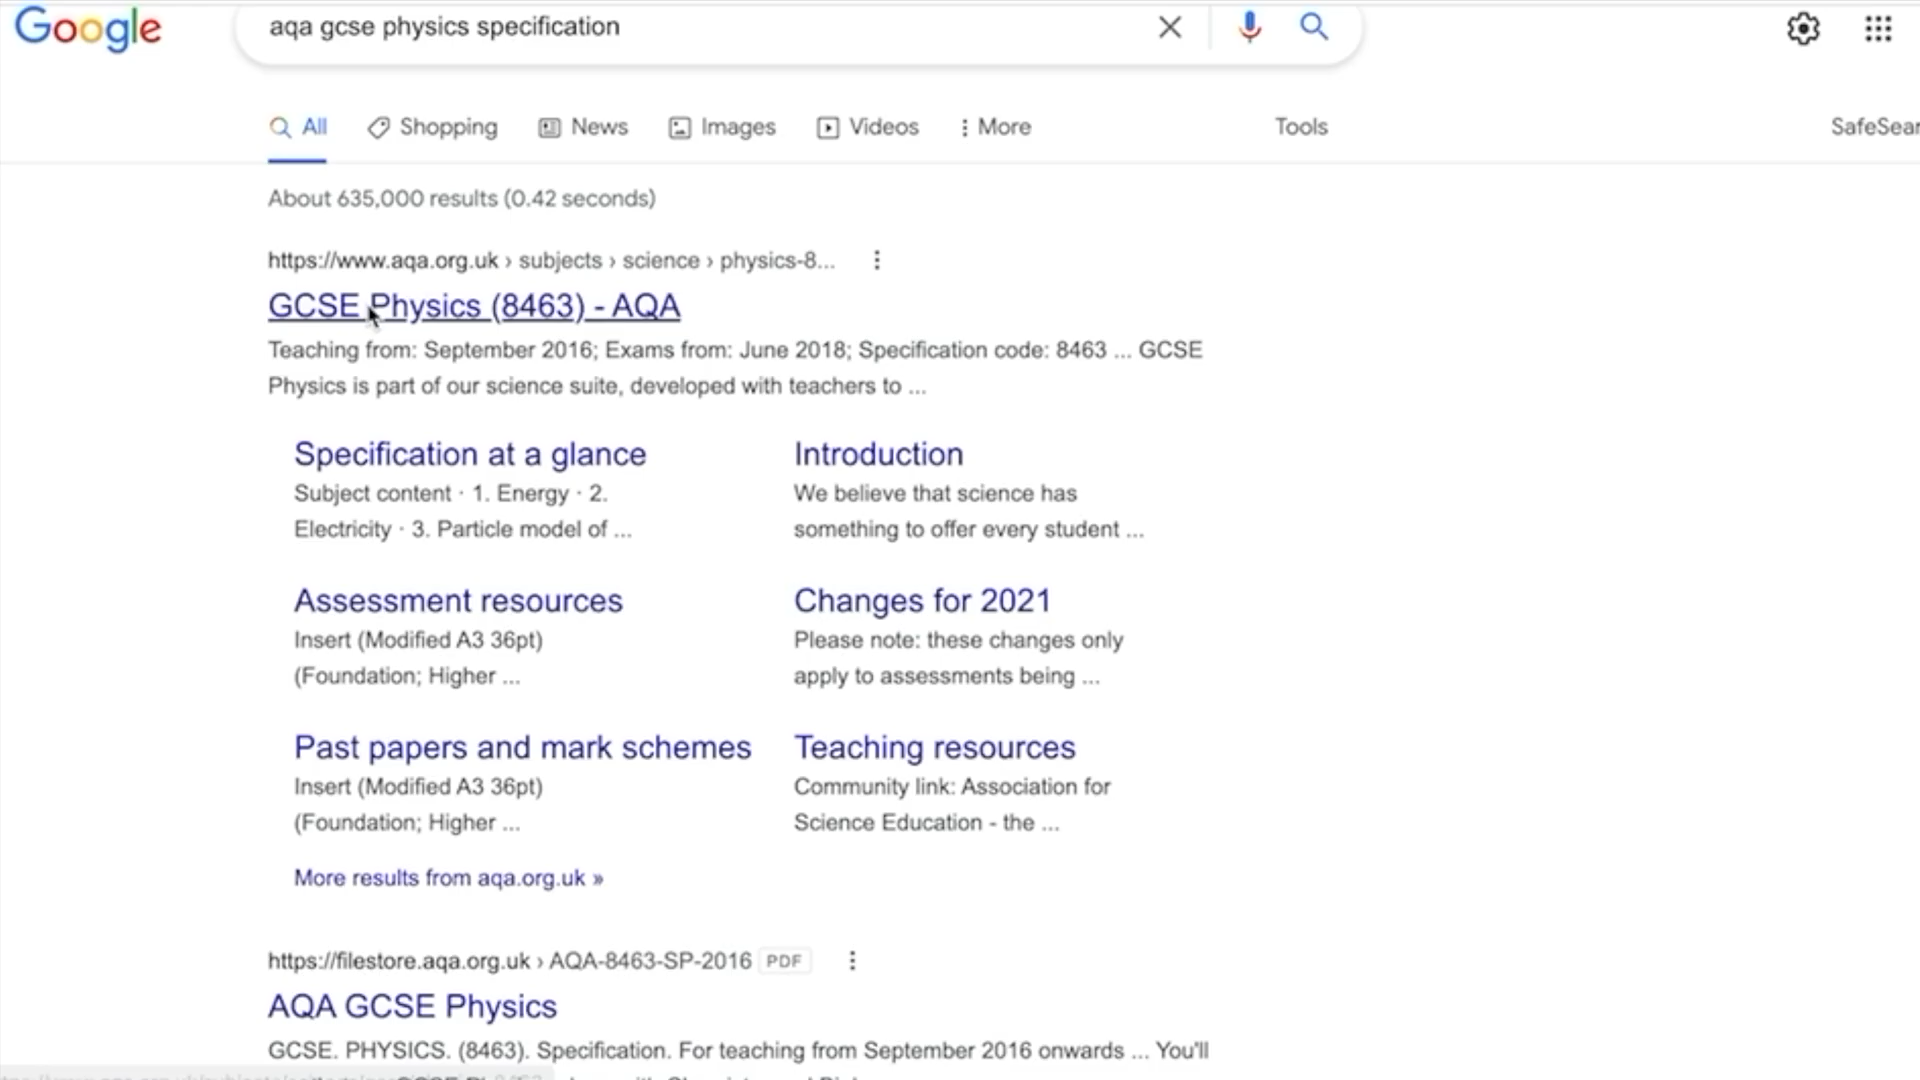 Google
aqa gcse physics specification
All
Shopping
News
Images
Videos
More
Tools
SafeSear
About 635,000 results (0.42 seconds)
https://www.aqa.org.uk › subjects › science › physics-8...
GCSE Physics (8463) - AQA
Teaching from: September 2016; Exams from: June 2018; Specification code: 8463 ... GCSE
Physics is part of our science suite, developed with teachers to ...
Specification at a glance
Subject content · 1. Energy · 2.
Electricity · 3. Particle model of ...
Introduction
We believe that science has
something to offer every student ...
Assessment resources
Insert (Modified A3 36pt)
(Foundation; Higher ...
Changes for 2021
Please note: these changes only
apply to assessments being ...
Past papers and mark schemes
Insert (Modified A3 36pt)
(Foundation; Higher ...
Teaching resources
Community link: Association for
Science Education - the ...
More results from aqa.org.uk »
https://filestore.aqa.org.uk › AQA-8463-SP-2016 PDF
AQA GCSE Physics
GCSE. PHYSICS. (8463). Specification. For teaching from September 2016 onwards ... You'll